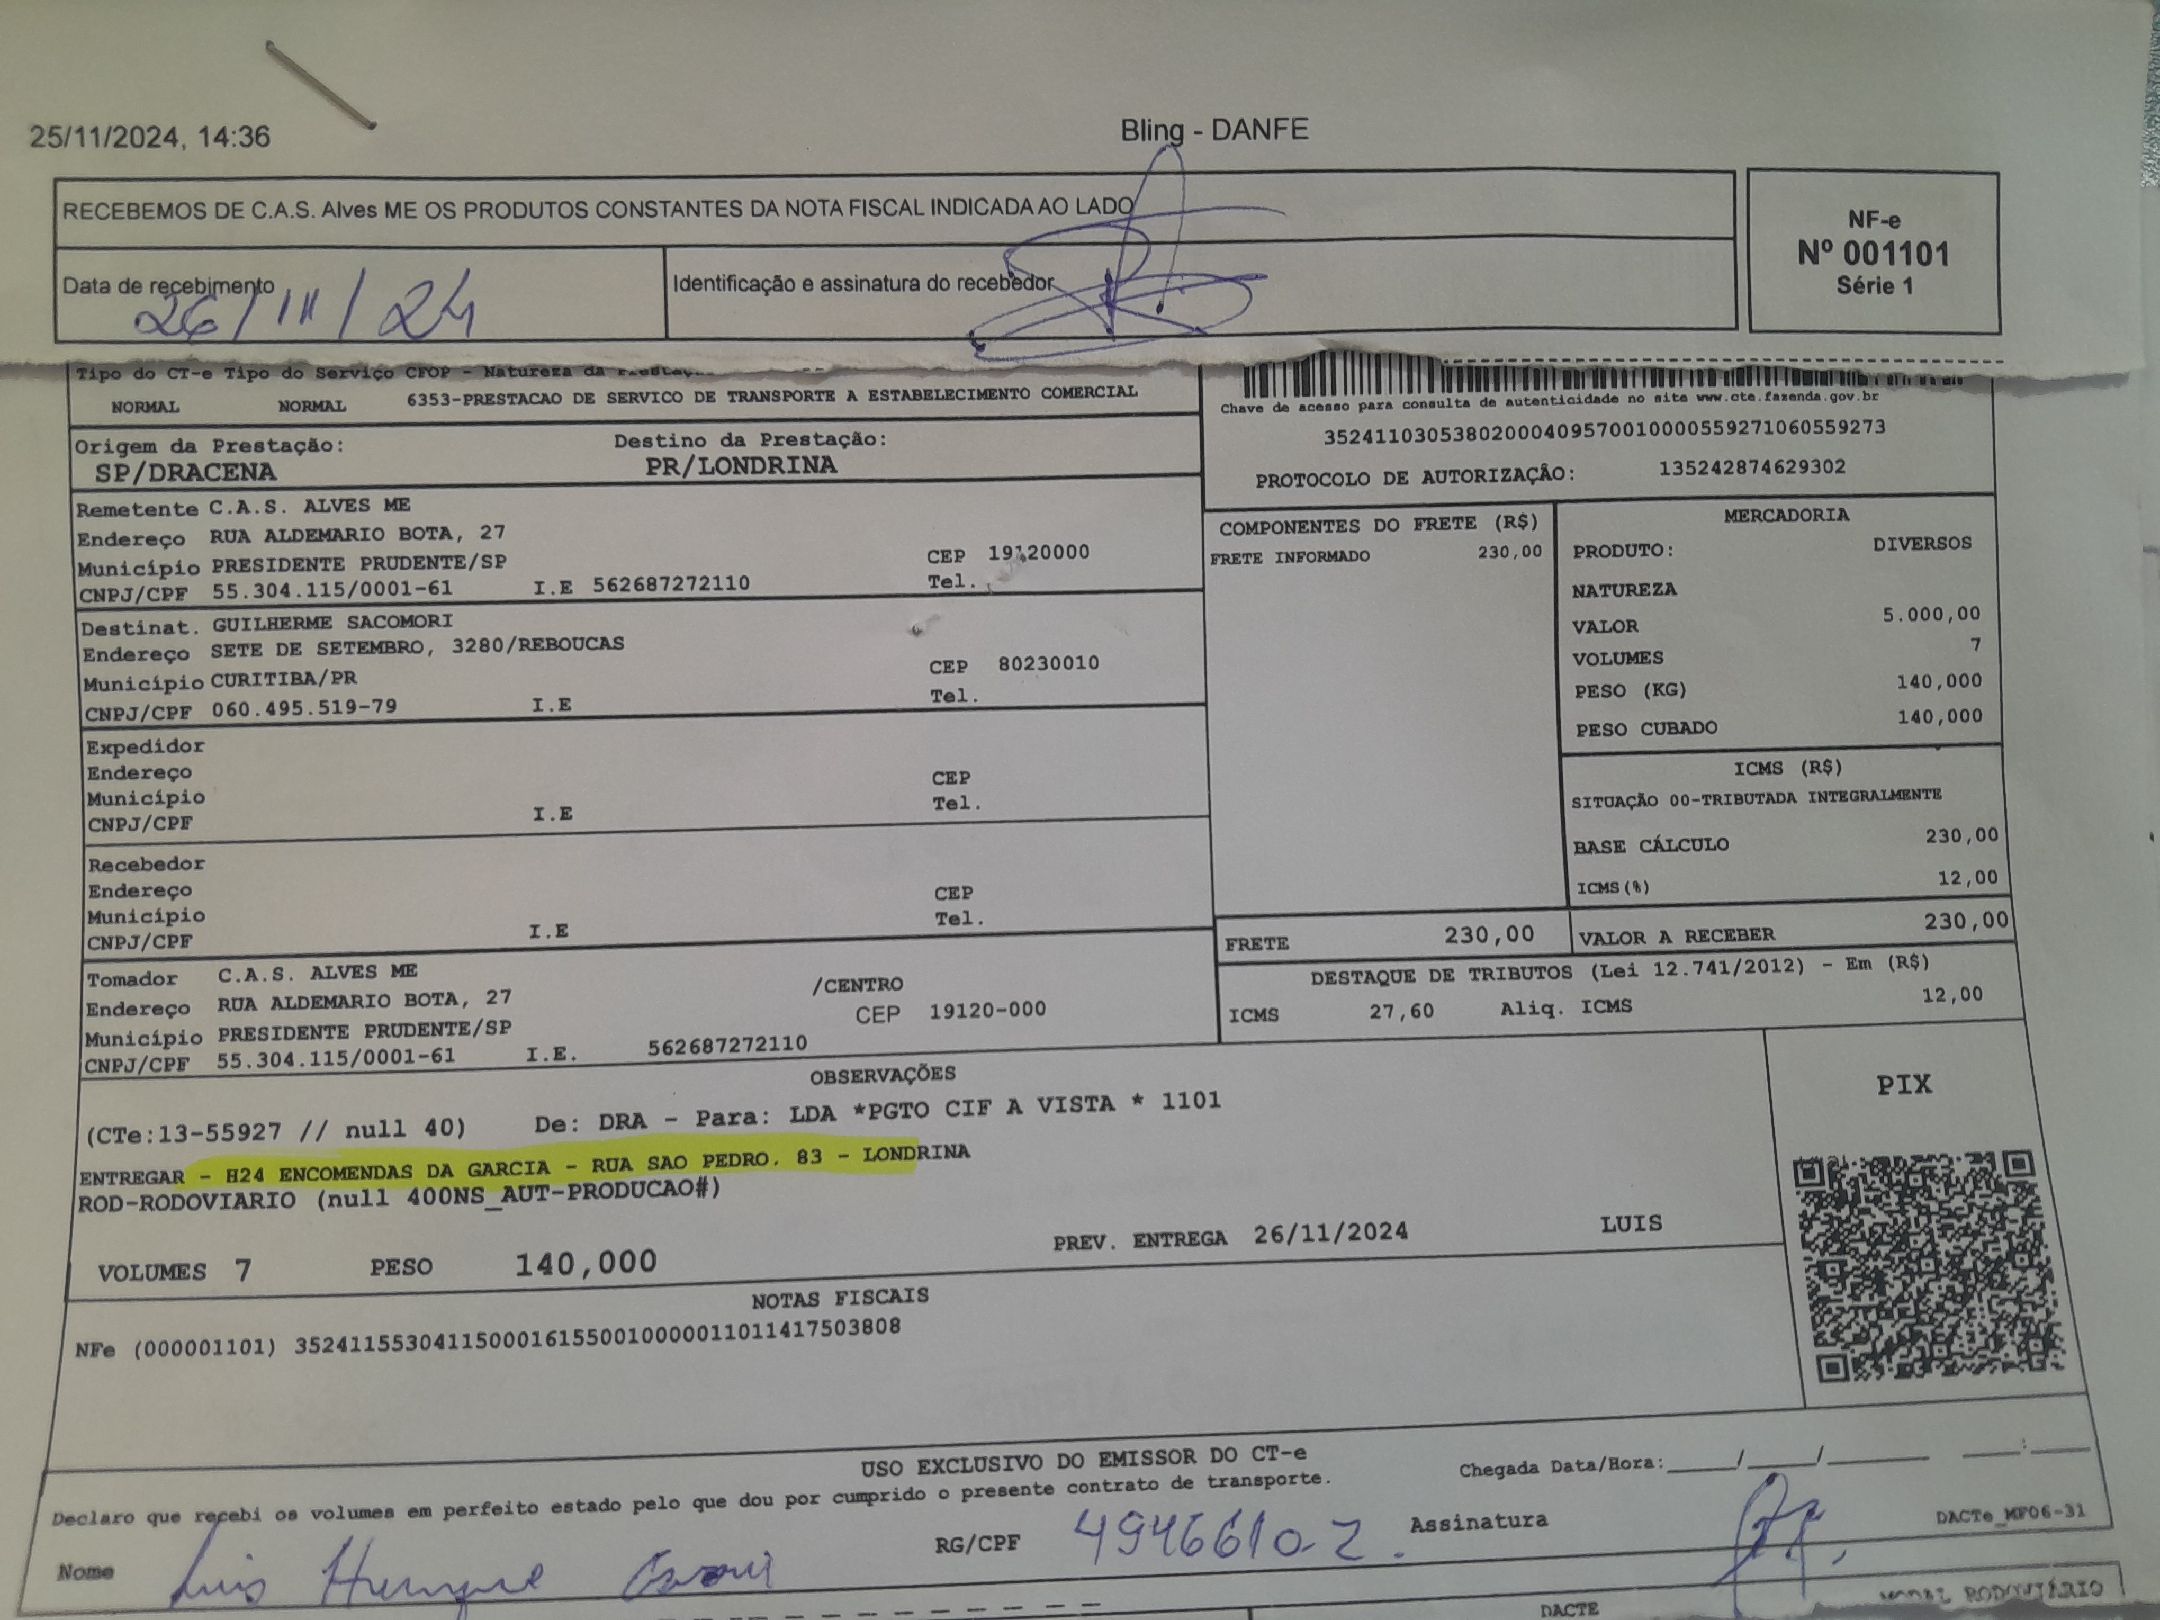 25/11/2024, 14:36
Bling - DANFE
RECEBEMOS DE C.A.S. Alves ME OS PRODUTOS CONSTANTES DA NOTA FISCAL INDICADA AO LADO
NF-e
Nº 001101
Série 1
Data de recebimento
26/11/24
Identificação e assinatura do recebedor
Tipo do CT-e Tipo do Serviço CFOP - Natureza da
NORMAL NORMAL 6353-PRESTACAO DE SERVICO DE TRANSPORTE A ESTABELECIMENTO COMERCIAL
Chave de acesso para consulta de autenticidade no site www.cte.fazenda.gov.br
35241103053802000409570010000559271060559273
PROTOCOLO DE AUTORIZAÇÃO: 135242874629302
Origem da Prestação: Destino da Prestação:
SP/DRACENA PR/LONDRINA
Remetente C.A.S. ALVES ME
Endereço RUA ALDEMARIO BOTA, 27
Município PRESIDENTE PRUDENTE/SP CEP 19120000
CNPJ/CPF 55.304.115/0001-61 I.E 562687272110 Tel.
Destinat. GUILHERME SACOMORI
Endereço SETE DE SETEMBRO, 3280/REBOUCAS
Município CURITIBA/PR CEP 80230010
CNPJ/CPF 060.495.519-79 I.E Tel.
Expedidor
Endereço
Município CEP
CNPJ/CPF I.E Tel.
Recebedor
Endereço
Município CEP
CNPJ/CPF I.E Tel.
Tomador C.A.S. ALVES ME
Endereço RUA ALDEMARIO BOTA, 27 /CENTRO
Município PRESIDENTE PRUDENTE/SP CEP 19120-000
CNPJ/CPF 55.304.115/0001-61 I.E. 562687272110
COMPONENTES DO FRETE (R$)
FRETE INFORMADO 230,00
MERCADORIA
PRODUTO: DIVERSOS
NATUREZA
VALOR 5.000,00
VOLUMES 7
PESO (KG) 140,000
PESO CUBADO 140,000
ICMS (R$)
SITUAÇÃO 00-TRIBUTADA INTEGRALMENTE
BASE CÁLCULO 230,00
ICMS(%) 12,00
FRETE 230,00 VALOR A RECEBER 230,00
DESTAQUE DE TRIBUTOS (Lei 12.741/2012) - Em (R$)
ICMS 27,60 Aliq. ICMS 12,00
OBSERVAÇÕES
(CTe:13-55927 // null 40) De: DRA - Para: LDA *PGTO CIF A VISTA * 1101
ENTREGAR - H24 ENCOMENDAS DA GARCIA - RUA SAO PEDRO, 83 - LONDRINA
ROD-RODOVIARIO (null 400NS_AUT-PRODUCAO#)
VOLUMES 7 PESO 140,000 PREV. ENTREGA 26/11/2024 LUIS
PIX
NOTAS FISCAIS
NFe (000001101) 35241155304115000161550010000011011417503808
USO EXCLUSIVO DO EMISSOR DO CT-e
Declaro que recebi os volumes em perfeito estado pelo que dou por cumprido o presente contrato de transporte.
Chegada Data/Hora:____/____/______ ____:____
Nome Luis Henrique
RG/CPF 49466610-2.
Assinatura
DACTe_MF06-31
DACTE
RODOVIÁRIO